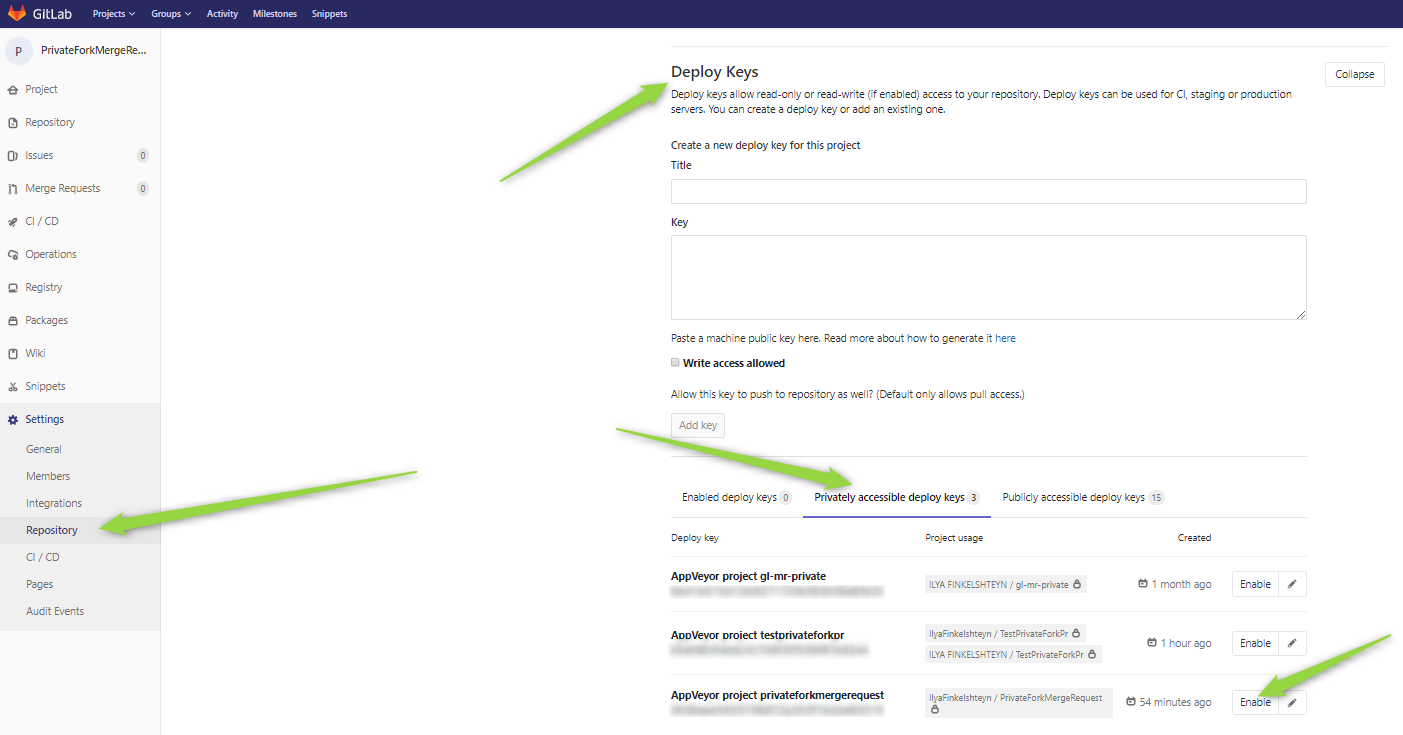 GitLab Projects Groups Activity Milestones Snippets
P PrivateForkMergeRe...
Project
Repository
Issues 0
Merge Requests 0
CI / CD
Operations
Registry
Packages
Wiki
Snippets
Settings
General
Members
Integrations
Repository
CI / CD
Pages
Audit Events
Deploy Keys
Collapse
Deploy keys allow read-only or read-write (if enabled) access to your repository. Deploy keys can be used for CI, staging or production
servers. You can create a deploy key or add an existing one.
Create a new deploy key for this project
Title
Key
Paste a machine public key here. Read more about how to generate it here
Write access allowed
Allow this key to push to repository as well? (Default only allows pull access.)
Add key
Enabled deploy keys 0 Privately accessible deploy keys 3 Publicly accessible deploy keys 15
Deploy key Project usage Created
AppVeyor project gl-mr-private
ILYA FINKELSHTEYN / gl-mr-private 1 month ago Enable
AppVeyor project testprivateforkpr
IlyaFinkelshteyn / TestPrivateForkPr
ILYA FINKELSHTEYN / TestPrivateForkPr
1 hour ago Enable
AppVeyor project privateforkmergerequest
IlyaFinkelshteyn / PrivateForkMergeRequest
54 minutes ago Enable